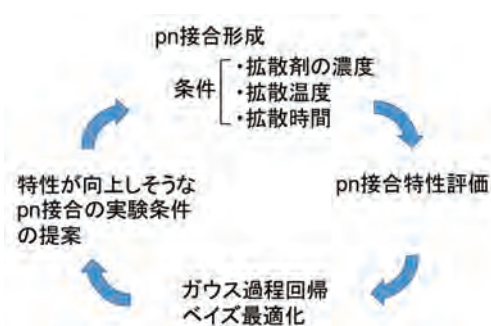 pn接合形成
条件
・拡散剤の濃度
・拡散温度
・拡散時間
pn接合特性評価
ガウス過程回帰
ベイズ最適化
特性が向上しそうな
pn接合の実験条件
の提案